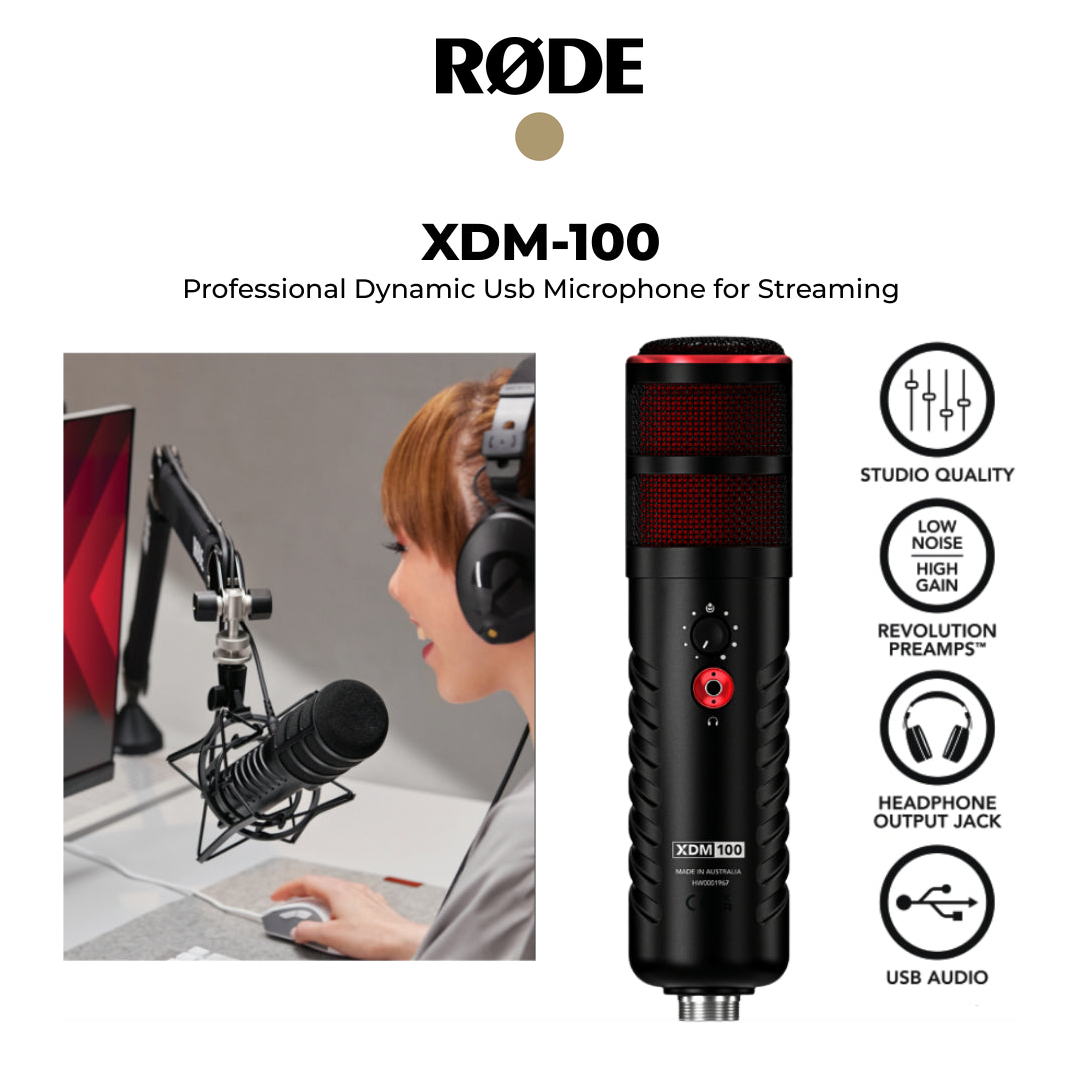 RØDE
XDM-100
Professional Dynamic Usb Microphone for Streaming
STUDIO QUALITY
LOW
NOISE
HIGH
GAIN
REVOLUTION
PREAMPS™
HEADPHONE
OUTPUT JACK
USB AUDIO
XDM 100
MADE IN AUSTRALIA
HW0001967